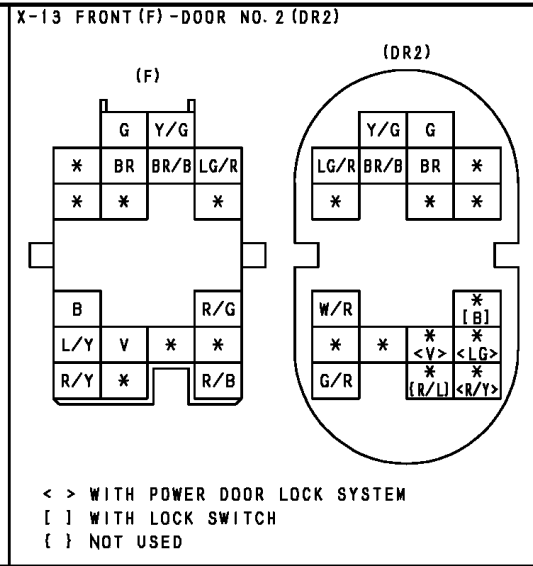 X-13 FRONT(F)-DOOR NO.2(DR2)
(F) (DR2)
G Y/G Y/G G
* BR BR/B LG/R LG/R BR/B BR *
* * * * * *
B R/G W/R * [B]
L/Y V * * * * * <V> * <LG>
R/Y * R/B G/R * {R/L] * <R/Y>
< > WITH POWER DOOR LOCK SYSTEM
[ ] WITH LOCK SWITCH
{ } NOT USED